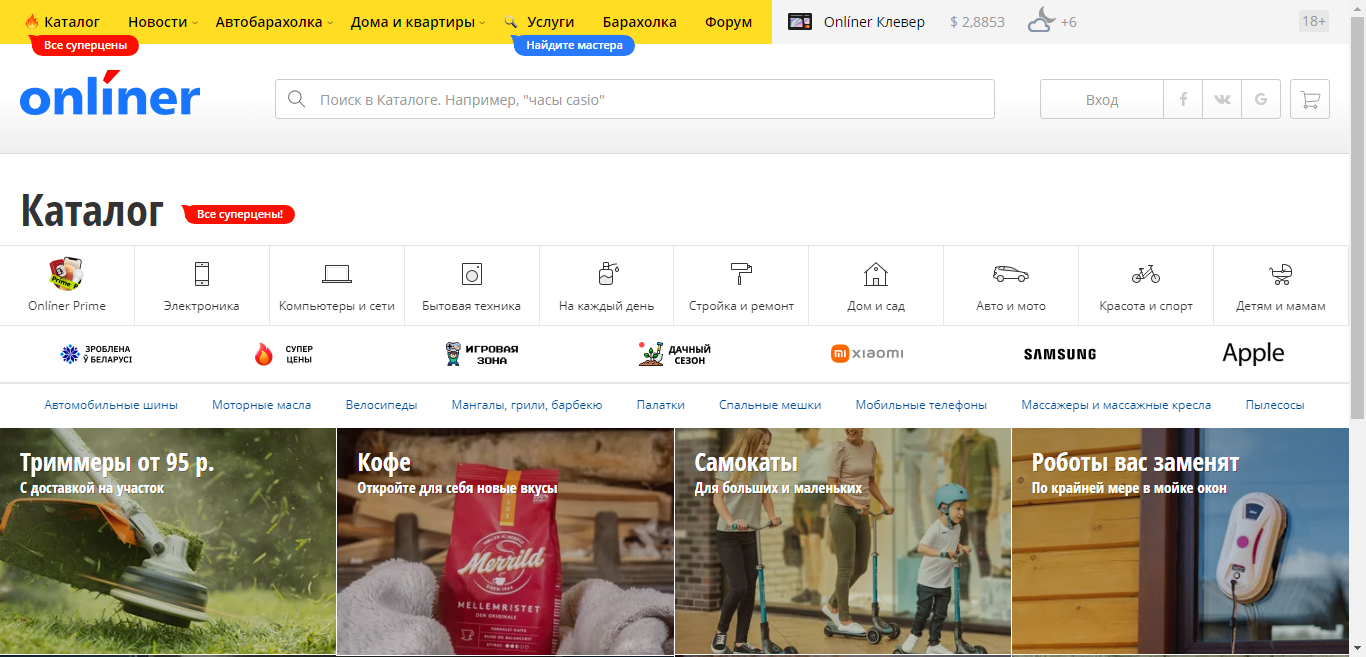 Каталог
Новости
Автобарахолка
Дома и квартиры
Услуги
Барахолка
Форум
Onlíner Клевер
$ 2,8853
+6
18+
Все суперцены
Найдите мастера
onlíner
Поиск в Каталоге. Например, "часы casio"
Вход
f
G
Каталог
Все суперцены!
Onlíner Prime
Электроника
Компьютеры и сети
Бытовая техника
На каждый день
Стройка и ремонт
Дом и сад
Авто и мото
Красота и спорт
Детям и мамам
ЗРОБЛЕНА
Ў БЕЛАРУСІ
СУПЕР
ЦЕНЫ
ИГРОВАЯ
ЗОНА
ДАЧНЫЙ
СЕЗОН
mi xiaomi
SAMSUNG
Apple
Автомобильные шины
Моторные масла
Велосипеды
Мангалы, грили, барбекю
Палатки
Спальные мешки
Мобильные телефоны
Массажеры и массажные кресла
Пылесосы
Триммеры от 95 р.
С доставкой на участок
Кофе
Откройте для себя новые вкусы
Merrild
MELLEMRISTET
DEN ORIGINALE
Самокаты
Для больших и маленьких
Роботы вас заменят
По крайней мере в мойке окон